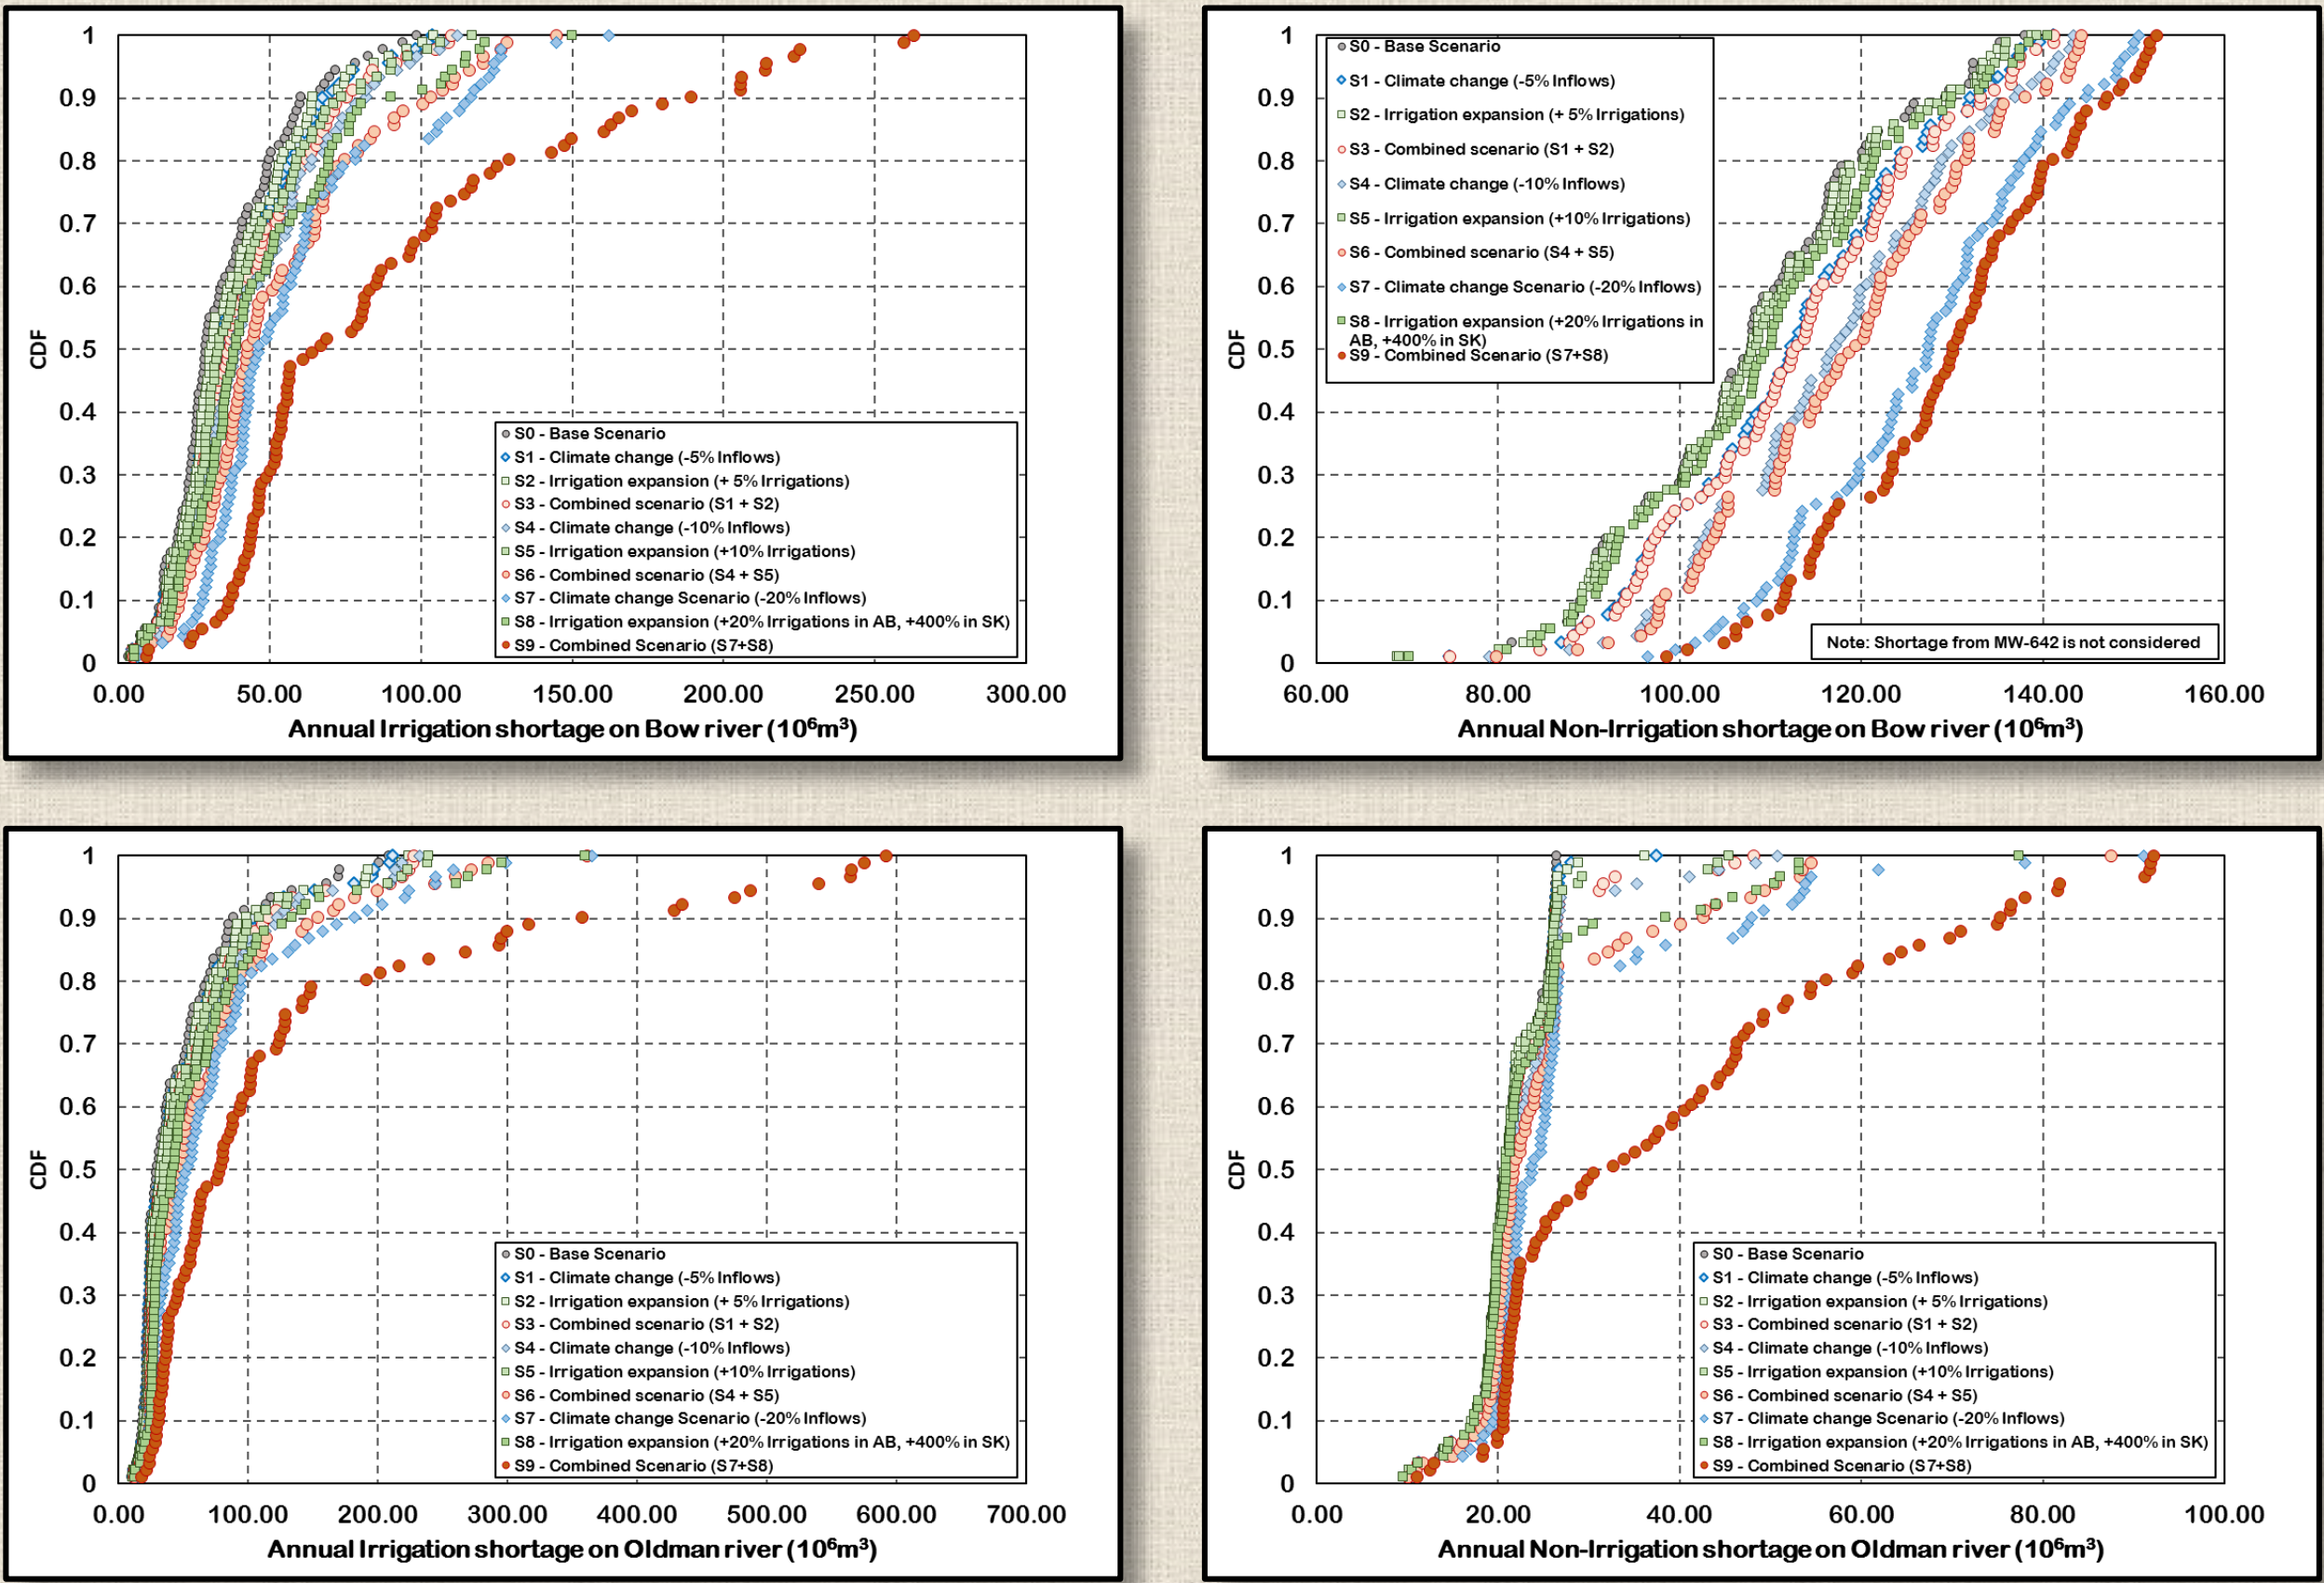 1
0.9
0.8
0.7
0.6
0.5
0.4
0.3
0.2
0.1
0
CDF
0.00 50.00 100.00 150.00 200.00 250.00 300.00
Annual Irrigation shortage on Bow river (10⁶m³)
S0 - Base Scenario
S1 - Climate change (-5% Inflows)
S2 - Irrigation expansion (+ 5% Irrigations)
S3 - Combined scenario (S1 + S2)
S4 - Climate change (-10% Inflows)
S5 - Irrigation expansion (+10% Irrigations)
S6 - Combined scenario (S4 + S5)
S7 - Climate change Scenario (-20% Inflows)
S8 - Irrigation expansion (+20% Irrigations in AB, +400% in SK)
S9 - Combined Scenario (S7+S8)
1
0.9
0.8
0.7
0.6
0.5
0.4
0.3
0.2
0.1
0
CDF
S0 - Base Scenario
S1 - Climate change (-5% Inflows)
S2 - Irrigation expansion (+ 5% Irrigations)
S3 - Combined scenario (S1 + S2)
S4 - Climate change (-10% Inflows)
S5 - Irrigation expansion (+10% Irrigations)
S6 - Combined scenario (S4 + S5)
S7 - Climate change Scenario (-20% Inflows)
S8 - Irrigation expansion (+20% Irrigations in
AB, +400% in SK)
S9 - Combined Scenario (S7+S8)
Note: Shortage from MW-642 is not considered
60.00 80.00 100.00 120.00 140.00 160.00
Annual Non-Irrigation shortage on Bow river (10⁶m³)
1
0.9
0.8
0.7
0.6
0.5
0.4
0.3
0.2
0.1
0
CDF
S0 - Base Scenario
S1 - Climate change (-5% Inflows)
S2 - Irrigation expansion (+ 5% Irrigations)
S3 - Combined scenario (S1 + S2)
S4 - Climate change (-10% Inflows)
S5 - Irrigation expansion (+10% Irrigations)
S6 - Combined scenario (S4 + S5)
S7 - Climate change Scenario (-20% Inflows)
S8 - Irrigation expansion (+20% Irrigations in AB, +400% in SK)
S9 - Combined Scenario (S7+S8)
0.00 100.00 200.00 300.00 400.00 500.00 600.00 700.00
Annual Irrigation shortage on Oldman river (10⁶m³)
1
0.9
0.8
0.7
0.6
0.5
0.4
0.3
0.2
0.1
0
CDF
S0 - Base Scenario
S1 - Climate change (-5% Inflows)
S2 - Irrigation expansion (+ 5% Irrigations)
S3 - Combined scenario (S1 + S2)
S4 - Climate change (-10% Inflows)
S5 - Irrigation expansion (+10% Irrigations)
S6 - Combined scenario (S4 + S5)
S7 - Climate change Scenario (-20% Inflows)
S8 - Irrigation expansion (+20% Irrigations in AB, +400% in SK)
S9 - Combined Scenario (S7+S8)
0.00 20.00 40.00 60.00 80.00 100.00
Annual Non-Irrigation shortage on Oldman river (10⁶m³)